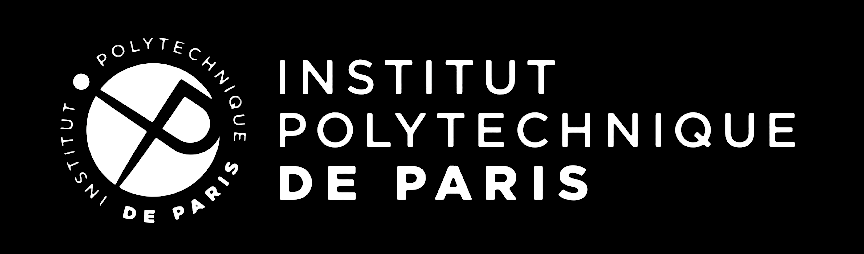 INSTITUT POLYTECHNIQUE DE PARIS
INSTITUT
POLYTECHNIQUE
DE PARIS